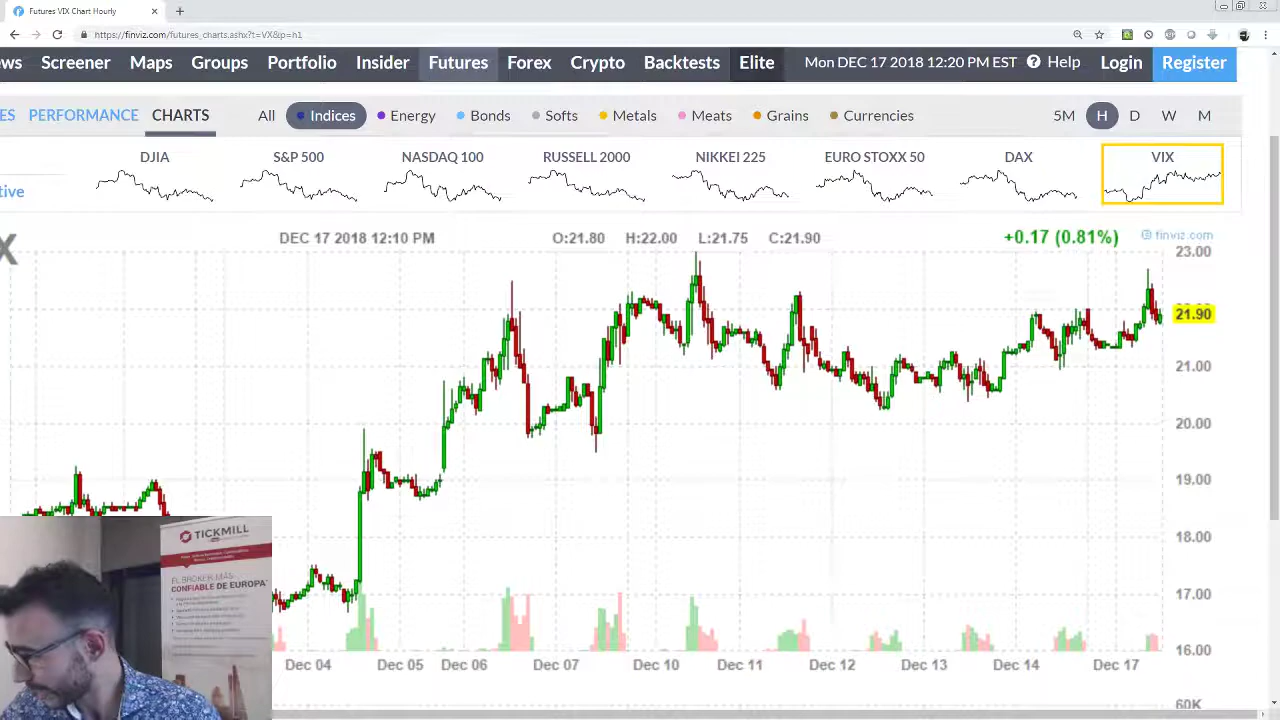 Futures VIX Chart Hourly
https://finviz.com/futures_charts.ashx?t=VX&p=h1
ws Screener Maps Groups Portfolio Insider Futures Forex Crypto Backtests Elite Mon DEC 17 2018 12:20 PM EST Help Login Register
ES PERFORMANCE CHARTS All Indices Energy Bonds Softs Metals Meats Grains Currencies 5M H D W M
DJIA S&P 500 NASDAQ 100 RUSSELL 2000 NIKKEI 225 EURO STOXX 50 DAX VIX
tive
X DEC 17 2018 12:10 PM O:21.80 H:22.00 L:21.75 C:21.90 +0.17 (0.81%) © finviz.com
23.00
21.90
21.00
20.00
19.00
18.00
17.00
16.00
Dec 04 Dec 05 Dec 06 Dec 07 Dec 10 Dec 11 Dec 12 Dec 13 Dec 14 Dec 17
60K
TICKMILL
EL BROKER MÁS
CONFIABLE DE EUROPA*